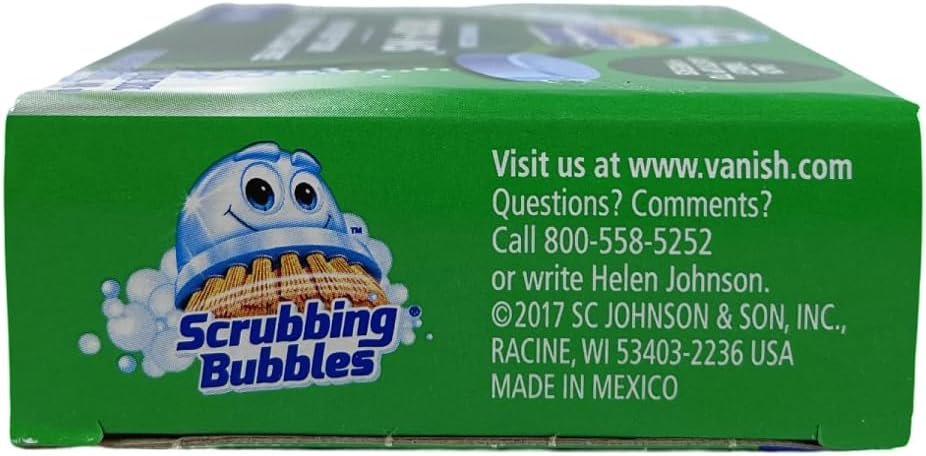 Scrubbing
Bubbles®
™
Visit us at www.vanish.com
Questions? Comments?
Call 800-558-5252
or write Helen Johnson.
©2017 SC JOHNSON & SON, INC.,
RACINE, WI 53403-2236 USA
MADE IN MEXICO